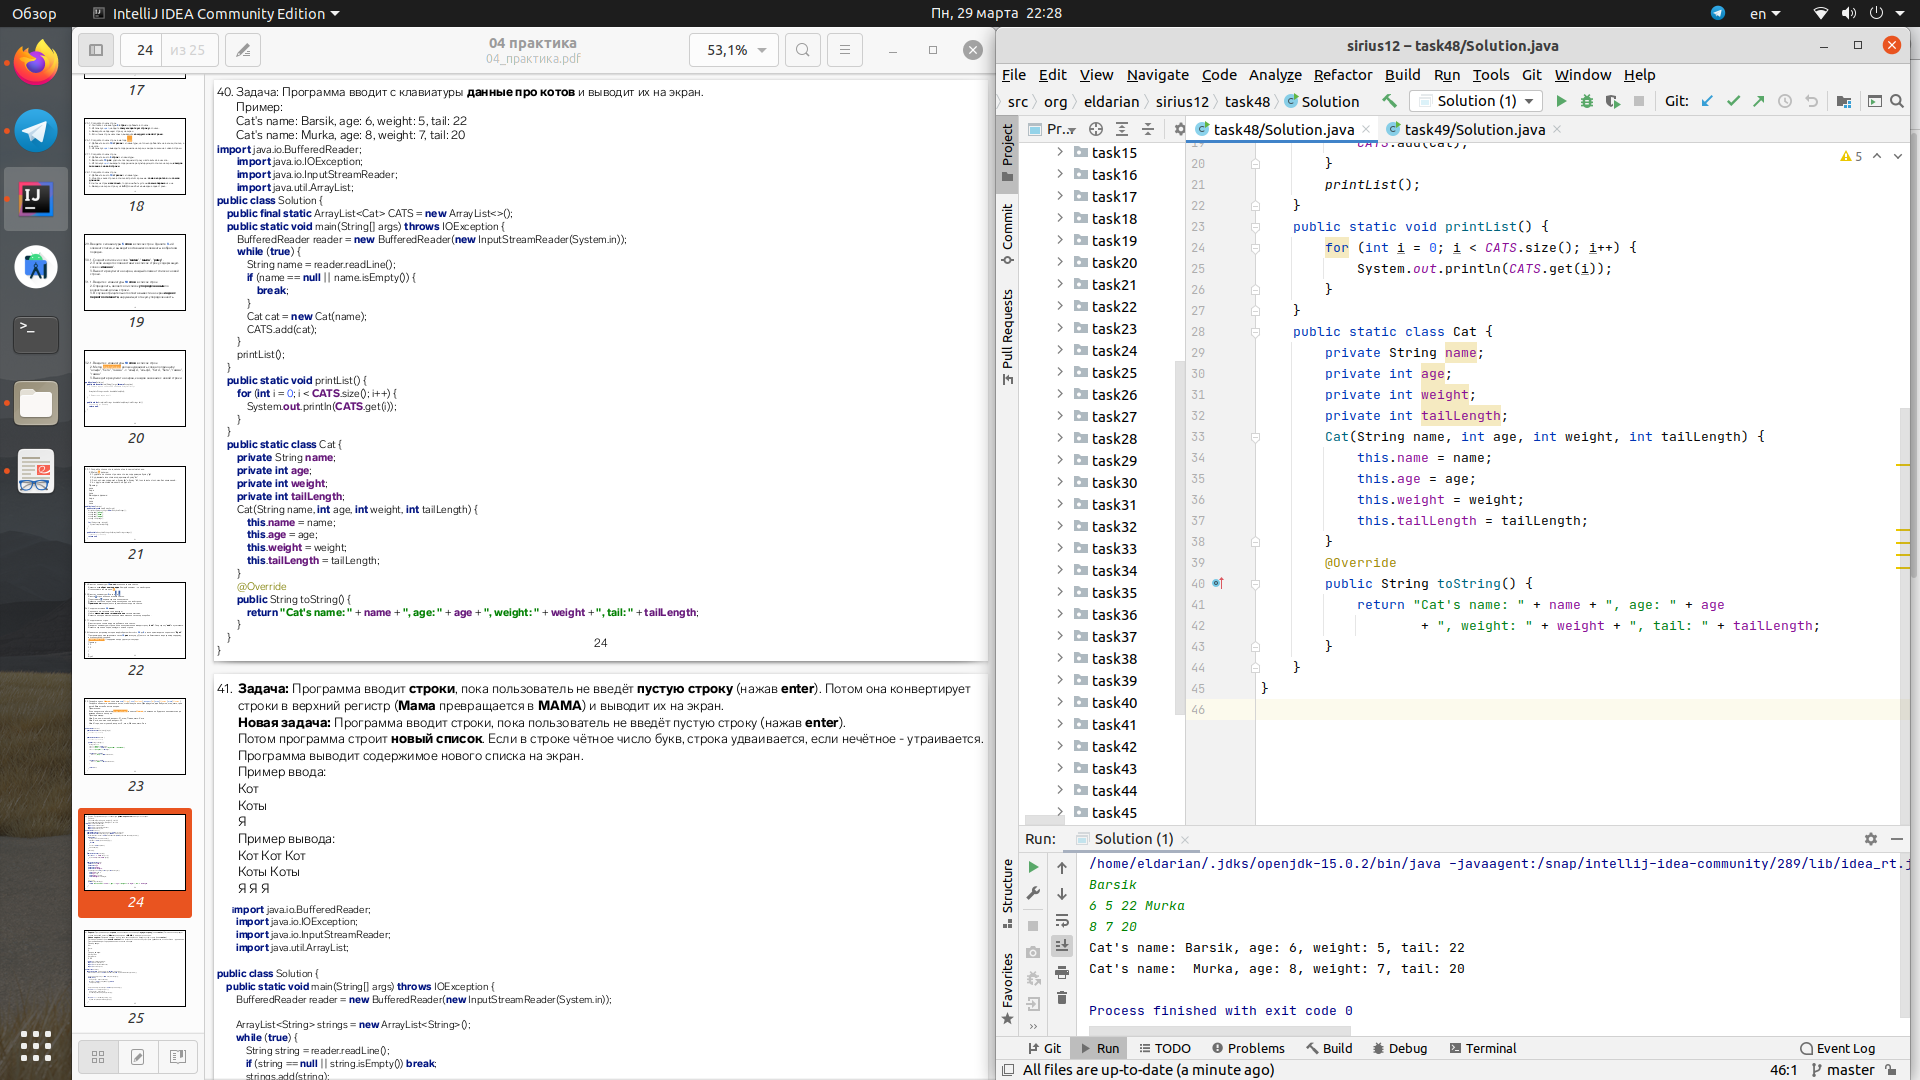 Обзор
IntelliJ IDEA Community Edition
Пн, 29 марта 22:28
en
24
из 25
04 практика
04_практика.pdf
53,1%
17
18
19
20
21
22
23
24
25
40. Задача: Программа вводит с клавиатуры данные про котов и выводит их на экран.
Пример:
Cat's name: Barsik, age: 6, weight: 5, tail: 22
Cat's name: Murka, age: 8, weight: 7, tail: 20
import java.io.BufferedReader;
import java.io.IOException;
import java.io.InputStreamReader;
import java.util.ArrayList;
public class Solution {
public final static ArrayList<Cat> CATS = new ArrayList<>();
public static void main(String[] args) throws IOException {
BufferedReader reader = new BufferedReader(new InputStreamReader(System.in));
while (true) {
String name = reader.readLine();
if (name == null || name.isEmpty()) {
break;
}
Cat cat = new Cat(name);
CATS.add(cat);
}
printList();
}
public static void printList() {
for (int i = 0; i < CATS.size(); i++) {
System.out.println(CATS.get(i));
}
}
public static class Cat {
private String name;
private int age;
private int weight;
private int tailLength;
Cat(String name, int age, int weight, int tailLength) {
this.name = name;
this.age = age;
this.weight = weight;
this.tailLength = tailLength;
}
@Override
public String toString() {
return "Cat's name: " + name + ", age: " + age + ", weight: " + weight + ", tail: " + tailLength;
}
}
}
24
41. Задача: Программа вводит строки, пока пользователь не введёт пустую строку (нажав enter). Потом она конвертирует
строки в верхний регистр (Мама превращается в МАМА) и выводит их на экран.
Новая задача: Программа вводит строки, пока пользователь не введёт пустую строку (нажав enter).
Потом программа строит новый список. Если в строке чётное число букв, строка удваивается, если нечётное - утраивается.
Программа выводит содержимое нового списка на экран.
Пример ввода:
Кот
Коты
Я
Пример вывода:
Кот Кот Кот
Коты Коты
Я Я Я
import java.io.BufferedReader;
import java.io.IOException;
import java.io.InputStreamReader;
import java.util.ArrayList;
public class Solution {
public static void main(String[] args) throws IOException {
BufferedReader reader = new BufferedReader(new InputStreamReader(System.in));
ArrayList<String> strings = new ArrayList<String>();
while (true) {
String string = reader.readLine();
if (string == null || string.isEmpty()) break;
strings.add(string);
sirius12 – task48/Solution.java
File Edit View Navigate Code Analyze Refactor Build Run Tools Git Window Help
src org eldarian sirius12 task48 Solution
Solution (1)
Git:
Pr..
task48/Solution.java
task49/Solution.java
Project
Commit
Pull Requests
Structure
Favorites
task15
task16
task17
task18
task19
task20
task21
task22
task23
task24
task25
task26
task27
task28
task29
task30
task31
task32
task33
task34
task35
task36
task37
task38
task39
task40
task41
task42
task43
task44
task45
5
19 CATS.add(cat);
20 }
21 printList();
22 }
23 public static void printList() {
24 for (int i = 0; i < CATS.size(); i++) {
25 System.out.println(CATS.get(i));
26 }
27 }
28 public static class Cat {
29 private String name;
30 private int age;
31 private int weight;
32 private int tailLength;
33 Cat(String name, int age, int weight, int tailLength) {
34 this.name = name;
35 this.age = age;
36 this.weight = weight;
37 this.tailLength = tailLength;
38 }
39 @Override
40 public String toString() {
41 return "Cat's name: " + name + ", age: " + age
42 + ", weight: " + weight + ", tail: " + tailLength;
43 }
44 }
45 }
46
Run: Solution (1)
/home/eldarian/.jdks/openjdk-15.0.2/bin/java -javaagent:/snap/intellij-idea-community/289/lib/idea_rt.j
Barsik
6 5 22 Murka
8 7 20
Cat's name: Barsik, age: 6, weight: 5, tail: 22
Cat's name:  Murka, age: 8, weight: 7, tail: 20
Process finished with exit code 0
Git Run TODO Problems Build Debug Terminal Event Log
All files are up-to-date (a minute ago)
46:1 master